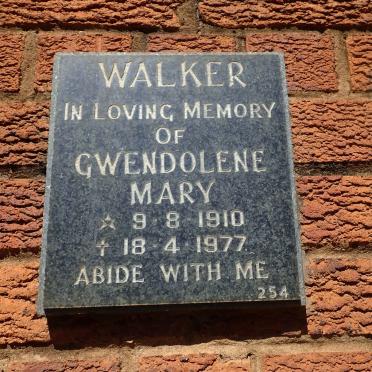 WALKER
IN LOVING MEMORY
OF
GWENDOLENE
MARY
☆ 9·8·1910
✝ 18·4·1977
ABIDE WITH ME
254